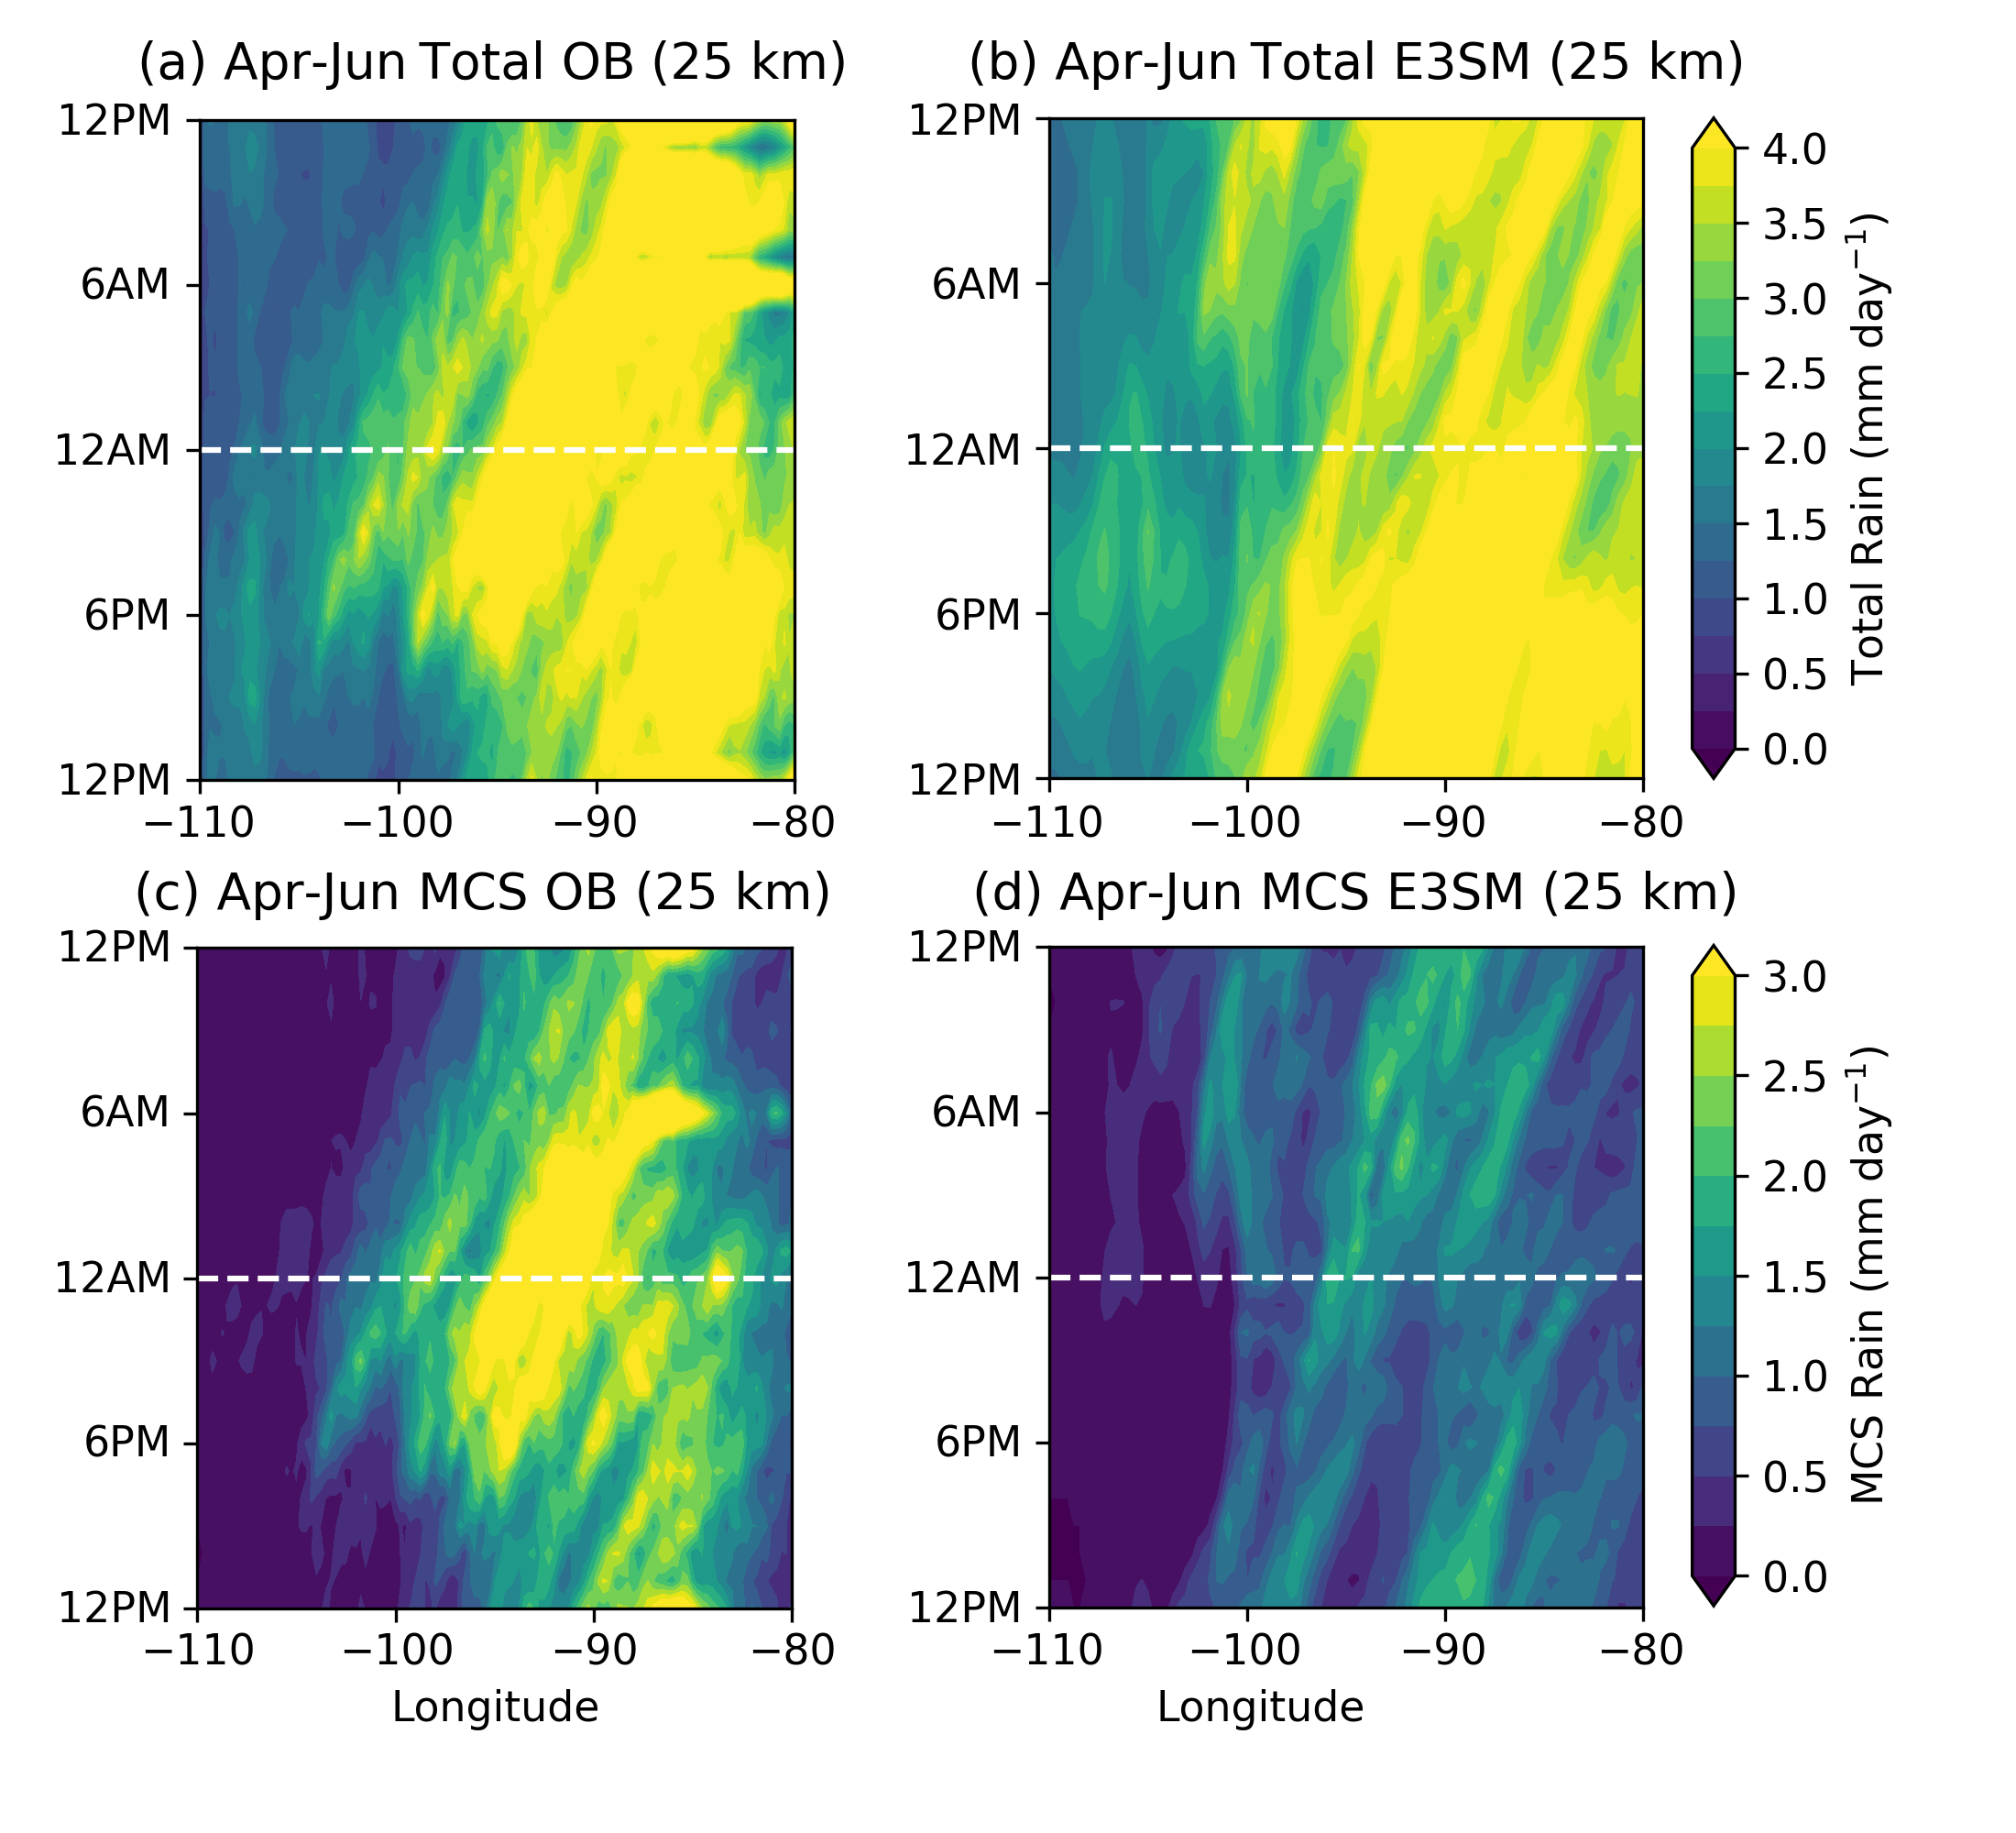 (a) Apr-Jun Total OB (25 km)
12PM
6AM
12AM
6PM
12PM
−110 −100 −90 −80
(b) Apr-Jun Total E3SM (25 km)
12PM
6AM
12AM
6PM
12PM
−110 −100 −90 −80
4.0
3.5
3.0
2.5
2.0
1.5
1.0
0.5
0.0
Total Rain (mm day⁻¹)
(c) Apr-Jun MCS OB (25 km)
12PM
6AM
12AM
6PM
12PM
−110 −100 −90 −80
Longitude
(d) Apr-Jun MCS E3SM (25 km)
12PM
6AM
12AM
6PM
12PM
−110 −100 −90 −80
Longitude
3.0
2.5
2.0
1.5
1.0
0.5
0.0
MCS Rain (mm day⁻¹)